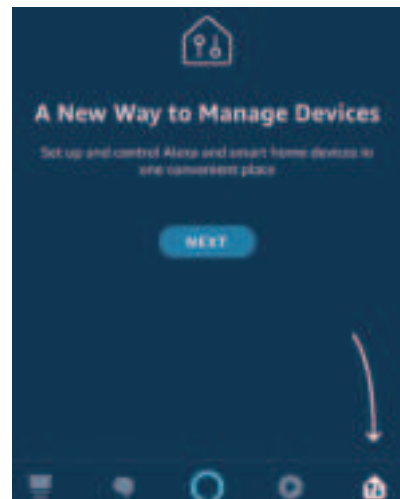 A New Way to Manage Devices
Set up and control Alexa and smart home devices in
one convenient place
NEXT